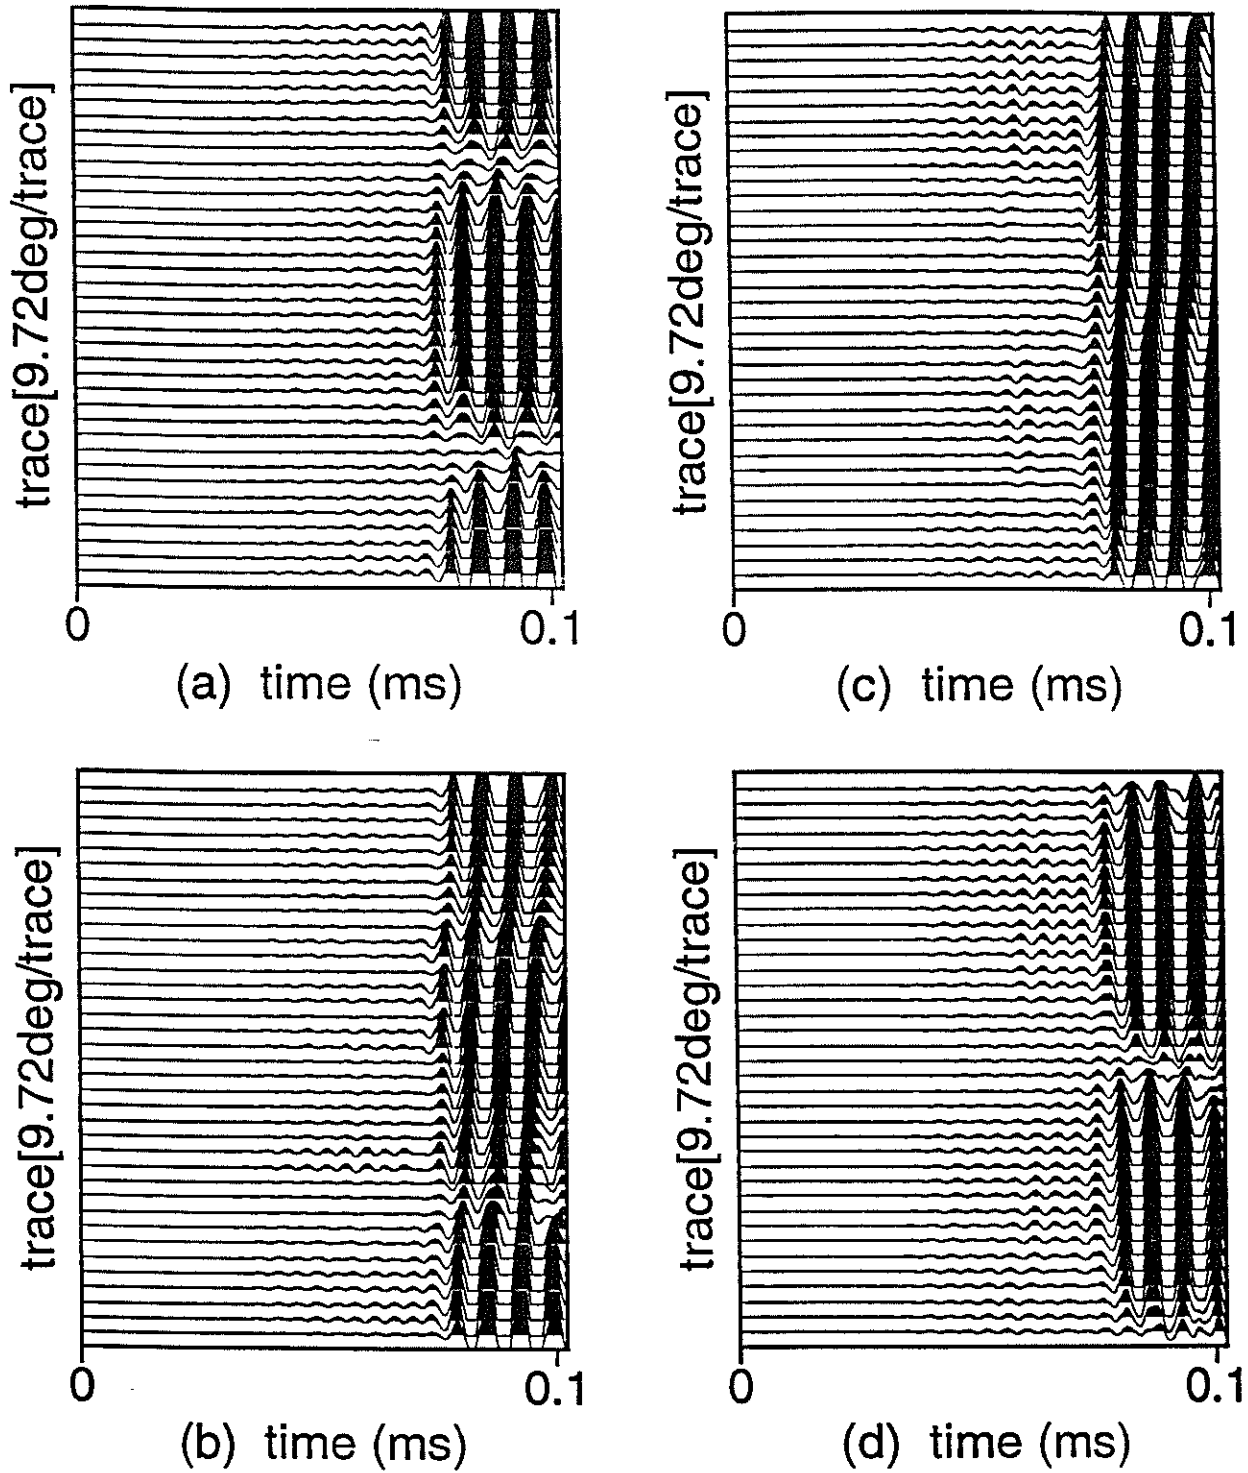 trace[9.72deg/trace]
0 0.1
(a) time (ms)
trace[9.72deg/trace]
0 0.1
(c) time (ms)
trace[9.72deg/trace]
0 0.1
(b) time (ms)
trace[9.72deg/trace]
0 0.1
(d) time (ms)